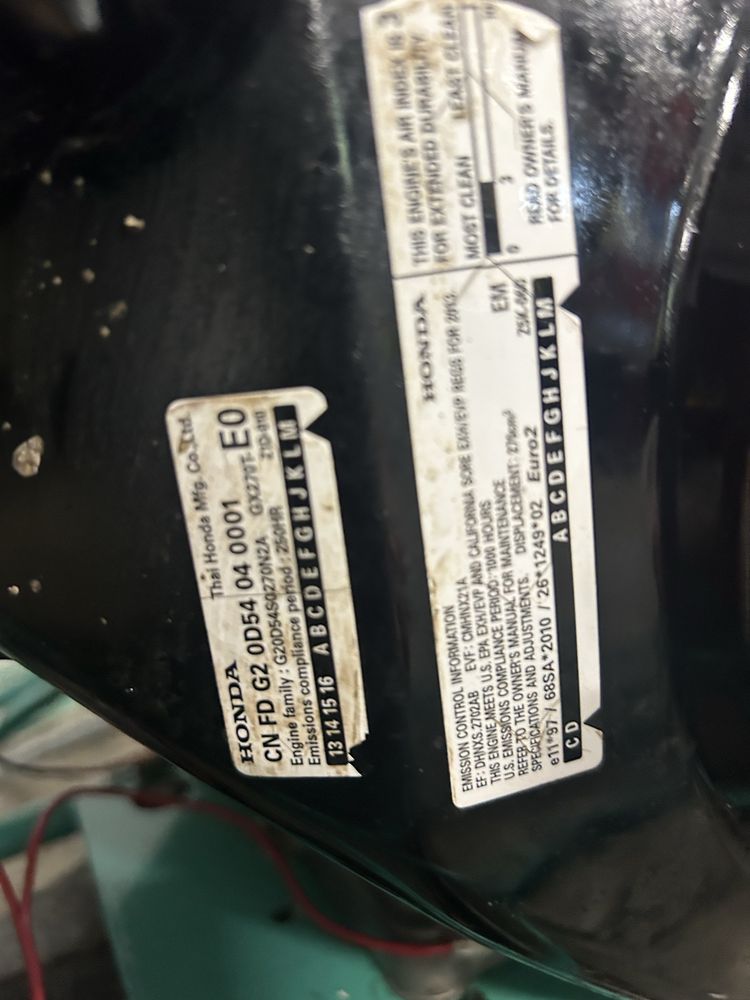 HONDA Thai Honda Mfg. Co., Ltd.
CN FD G2 0D54 04 0001 E0
Engine family : G20D54S0270N2A GX270T
Emissions compliance period : 250HR
13 14 15 16 A B C D E F G H J K L M
THIS ENGINE'S AIR INDEX IS 3
FOR EXTENDED DURABILITY
MOST CLEAN LEAST CLEAN
0 3 10
READ OWNER'S MANUAL
FOR DETAILS.
HONDA
EMISSION CONTROL INFORMATION
EF: DHNXS.2702AB EVF: CMHNX21A
THIS ENGINE MEETS U.S. EPA EXH/EVP AND CALIFORNIA SORE EXH/EVP REGS FOR 2013.
U.S. EMISSIONS COMPLIANCE PERIOD: 1000 HOURS
REFER TO THE OWNER'S MANUAL FOR MAINTENANCE
SPECIFICATIONS AND ADJUSTMENTS. DISPLACEMENT: 270cm³
EM
e11*97 / 68SA*2010 / 26*1249*02 Euro2
C D A B C D E F G H J K L M